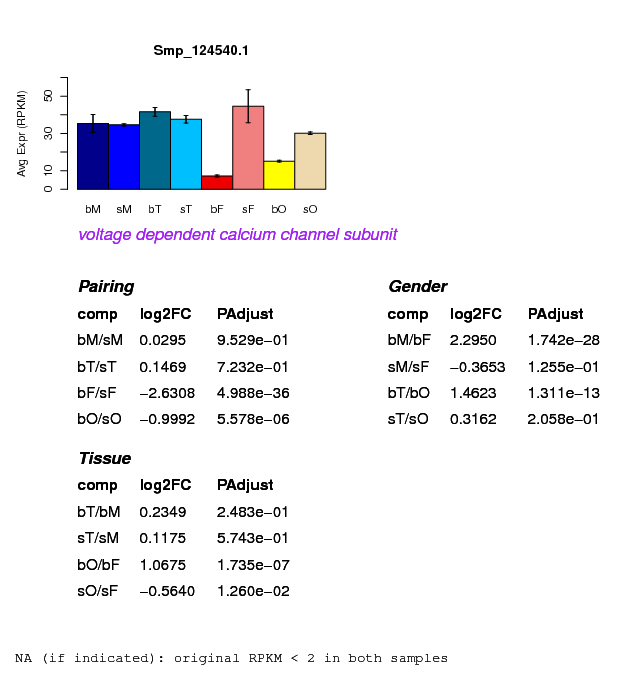 Smp_124540.1
Avg Expr (RPKM)
0 10 30 50
bM sM bT sT bF sF bO sO
voltage dependent calcium channel subunit
Pairing
comp log2FC PAdjust
bM/sM 0.0295 9.529e−01
bT/sT 0.1469 7.232e−01
bF/sF −2.6308 4.988e−36
bO/sO −0.9992 5.578e−06
Gender
comp log2FC PAdjust
bM/bF 2.2950 1.742e−28
sM/sF −0.3653 1.255e−01
bT/bO 1.4623 1.311e−13
sT/sO 0.3162 2.058e−01
Tissue
comp log2FC PAdjust
bT/bM 0.2349 2.483e−01
sT/sM 0.1175 5.743e−01
bO/bF 1.0675 1.735e−07
sO/sF −0.5640 1.260e−02
NA (if indicated): original RPKM < 2 in both samples